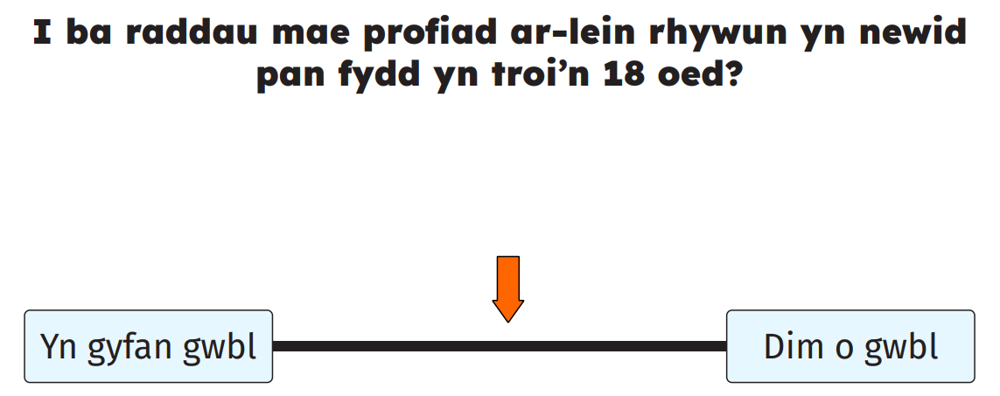 I ba raddau mae profiad ar-lein rhywun yn newid
pan fydd yn troi’n 18 oed?
Yn gyfan gwbl
Dim o gwbl